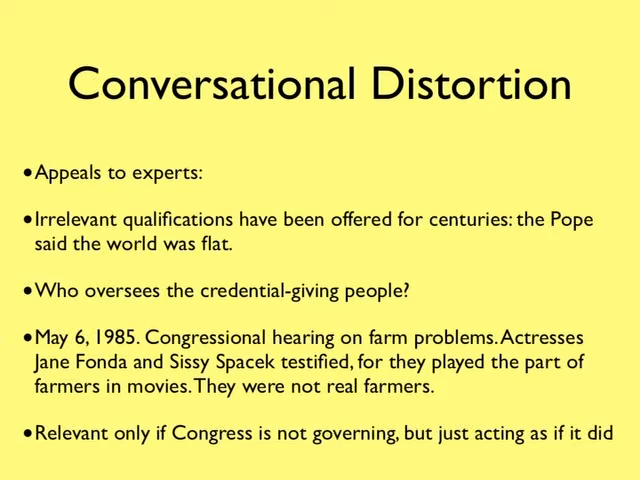 Conversational Distortion
•Appeals to experts:
•Irrelevant qualifications have been offered for centuries: the Pope
said the world was flat.
•Who oversees the credential-giving people?
•May 6, 1985. Congressional hearing on farm problems. Actresses
Jane Fonda and Sissy Spacek testified, for they played the part of
farmers in movies. They were not real farmers.
•Relevant only if Congress is not governing, but just acting as if it did